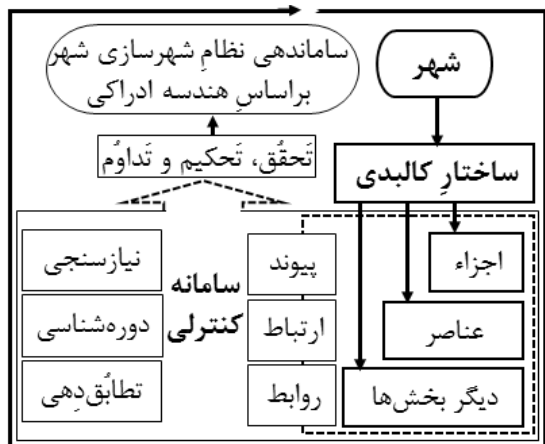 شهر
ساماندهی نظامِ شهرسازی شهر
براساسِ هندسه ادراکی
تَحقُق، تَحکیم و تَداوُم
ساختارِ کالبدی
اجزاء
عناصر
دیگر بخش‌ها
پیوند
ارتباط
روابط
سامانه
کنترلی
نیازسنجی
دوره‌شناسی
تطابُق‌دِهی